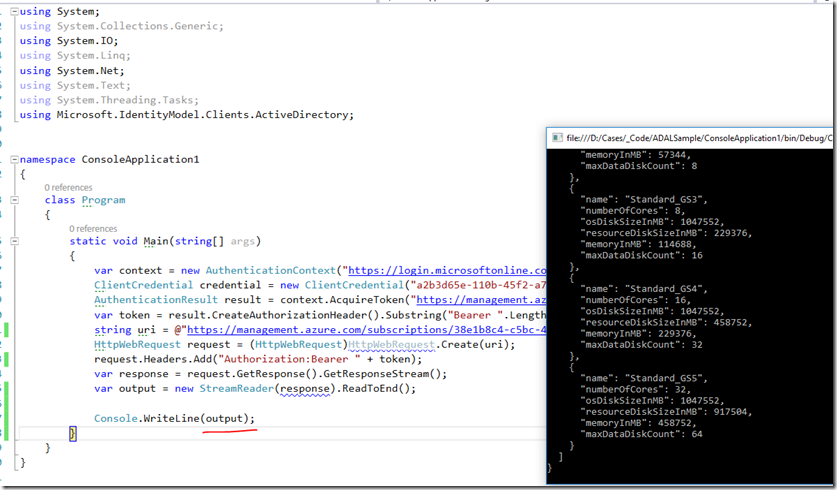 using System;
using System.Collections.Generic;
using System.IO;
using System.Linq;
using System.Net;
using System.Text;
using System.Threading.Tasks;
using Microsoft.IdentityModel.Clients.ActiveDirectory;
namespace ConsoleApplication1
{
0 references
class Program
{
0 references
static void Main(string[] args)
{
var context = new AuthenticationContext("https://login.microsoftonline.co
ClientCredential credential = new ClientCredential("a2b3d65e-110b-45f2-a7
AuthenticationResult result = context.AcquireToken("https://management.az
var token = result.CreateAuthorizationHeader().Substring("Bearer ".Length
string uri = @"https://management.azure.com/subscriptions/38e1b8c4-c5bc-4
HttpWebRequest request = (HttpWebRequest)HttpWebRequest.Create(uri);
request.Headers.Add("Authorization:Bearer " + token);
var response = request.GetResponse().GetResponseStream();
var output = new StreamReader(response).ReadToEnd();
Console.WriteLine(output);
}
}
}
file:///D:/Cases/_Code/ADALSample/ConsoleApplication1/bin/Debug/C
"memoryInMB": 57344,
"maxDataDiskCount": 8
},
{
"name": "Standard_GS3",
"numberOfCores": 8,
"osDiskSizeInMB": 1047552,
"resourceDiskSizeInMB": 229376,
"memoryInMB": 114688,
"maxDataDiskCount": 16
},
{
"name": "Standard_GS4",
"numberOfCores": 16,
"osDiskSizeInMB": 1047552,
"resourceDiskSizeInMB": 458752,
"memoryInMB": 229376,
"maxDataDiskCount": 32
},
{
"name": "Standard_GS5",
"numberOfCores": 32,
"osDiskSizeInMB": 1047552,
"resourceDiskSizeInMB": 917504,
"memoryInMB": 458752,
"maxDataDiskCount": 64
}
]
}